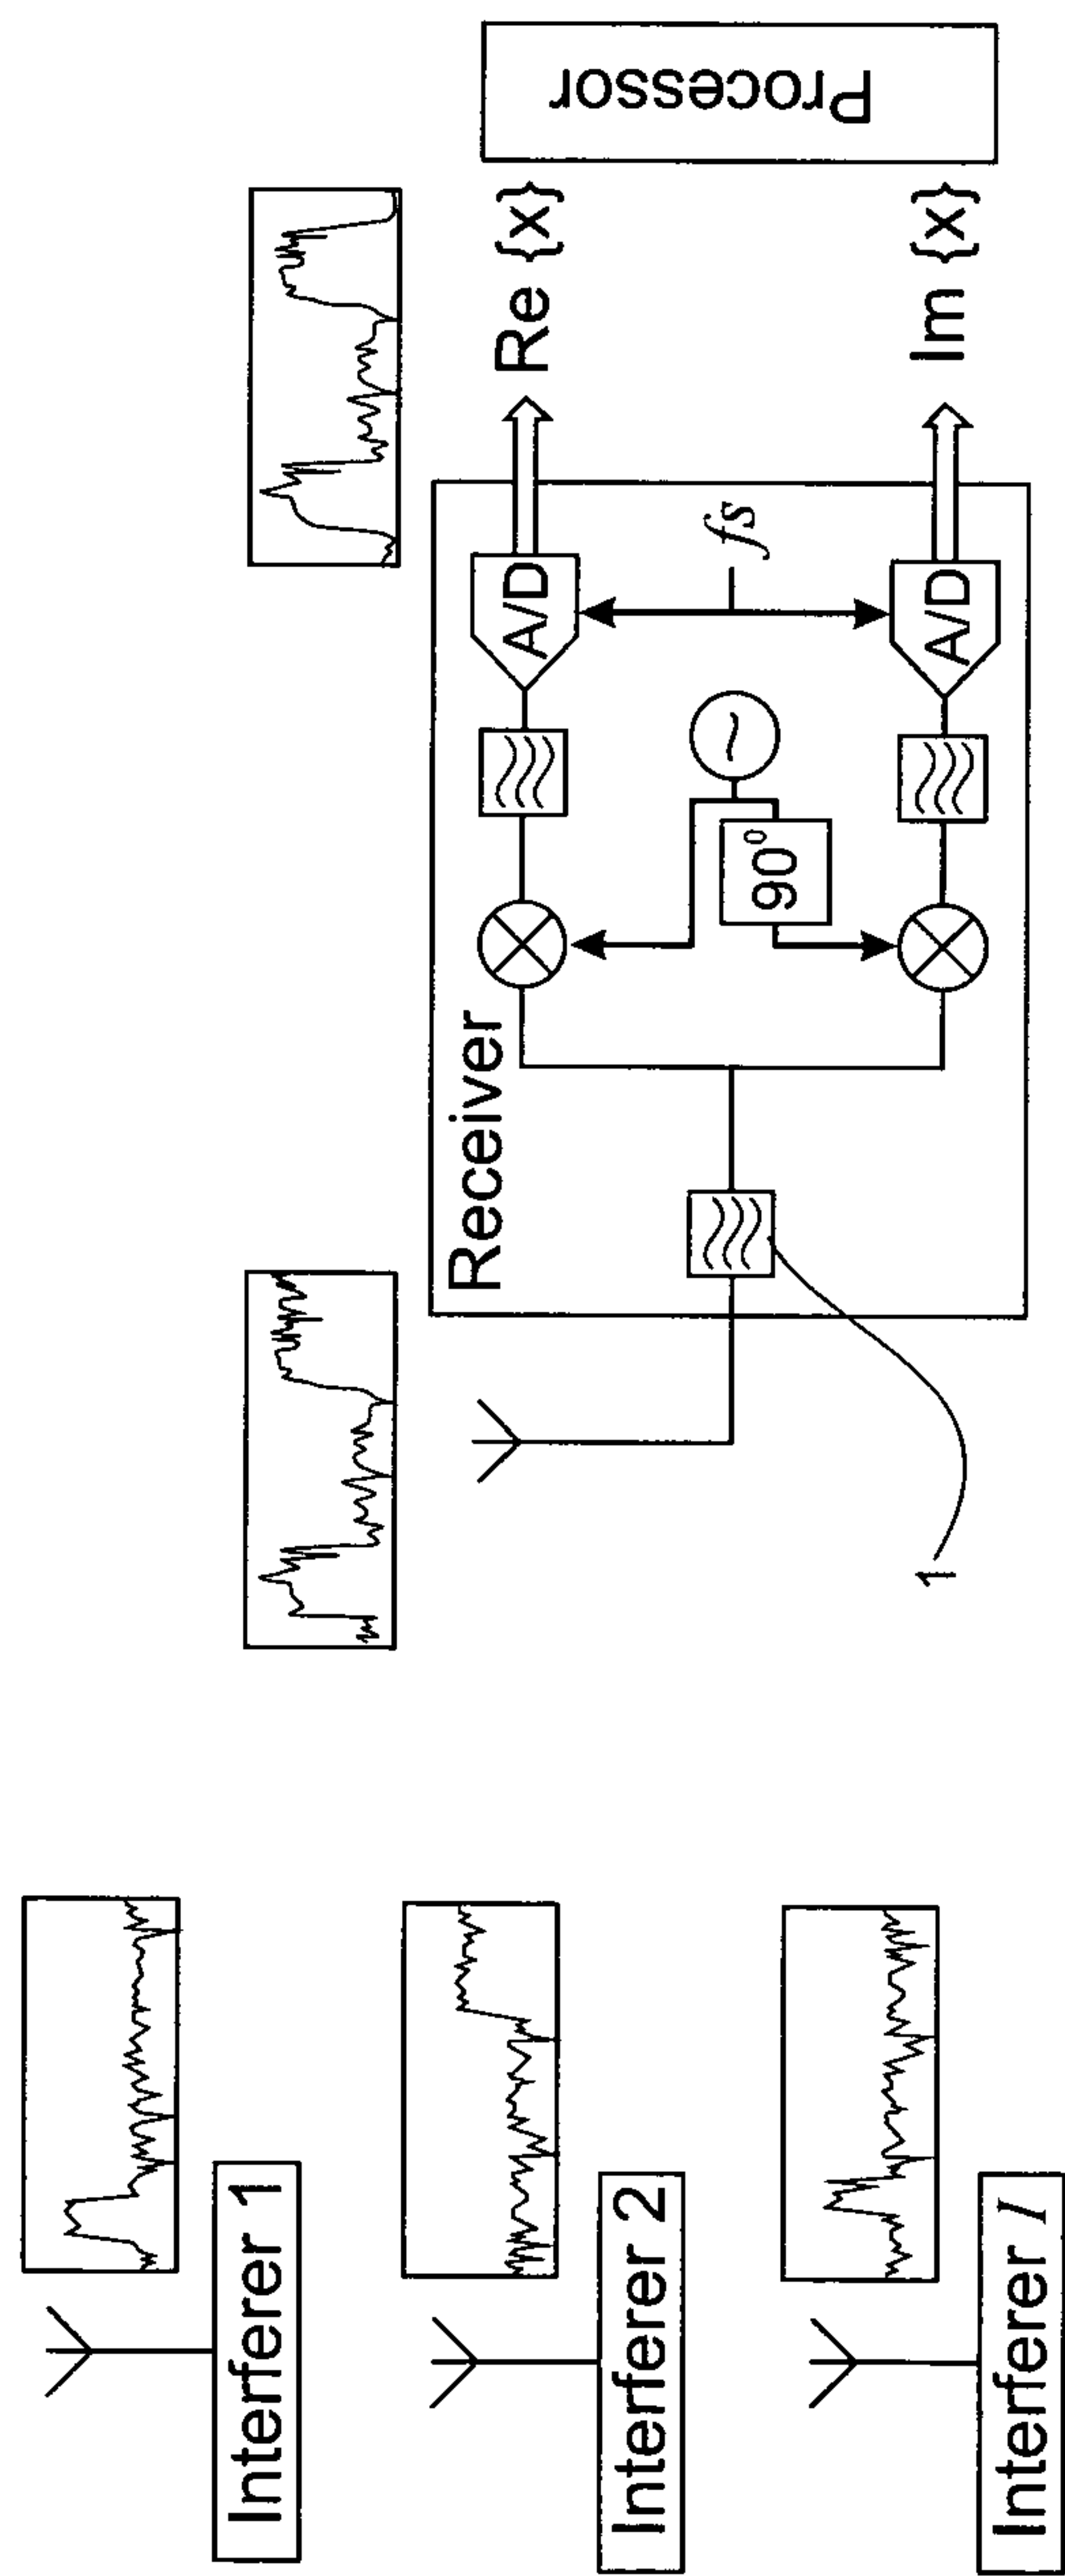 Interferer 1
Interferer 2
Interferer I
Receiver
1
90°
A/D
A/D
fs
Re {x}
Im {x}
Processor